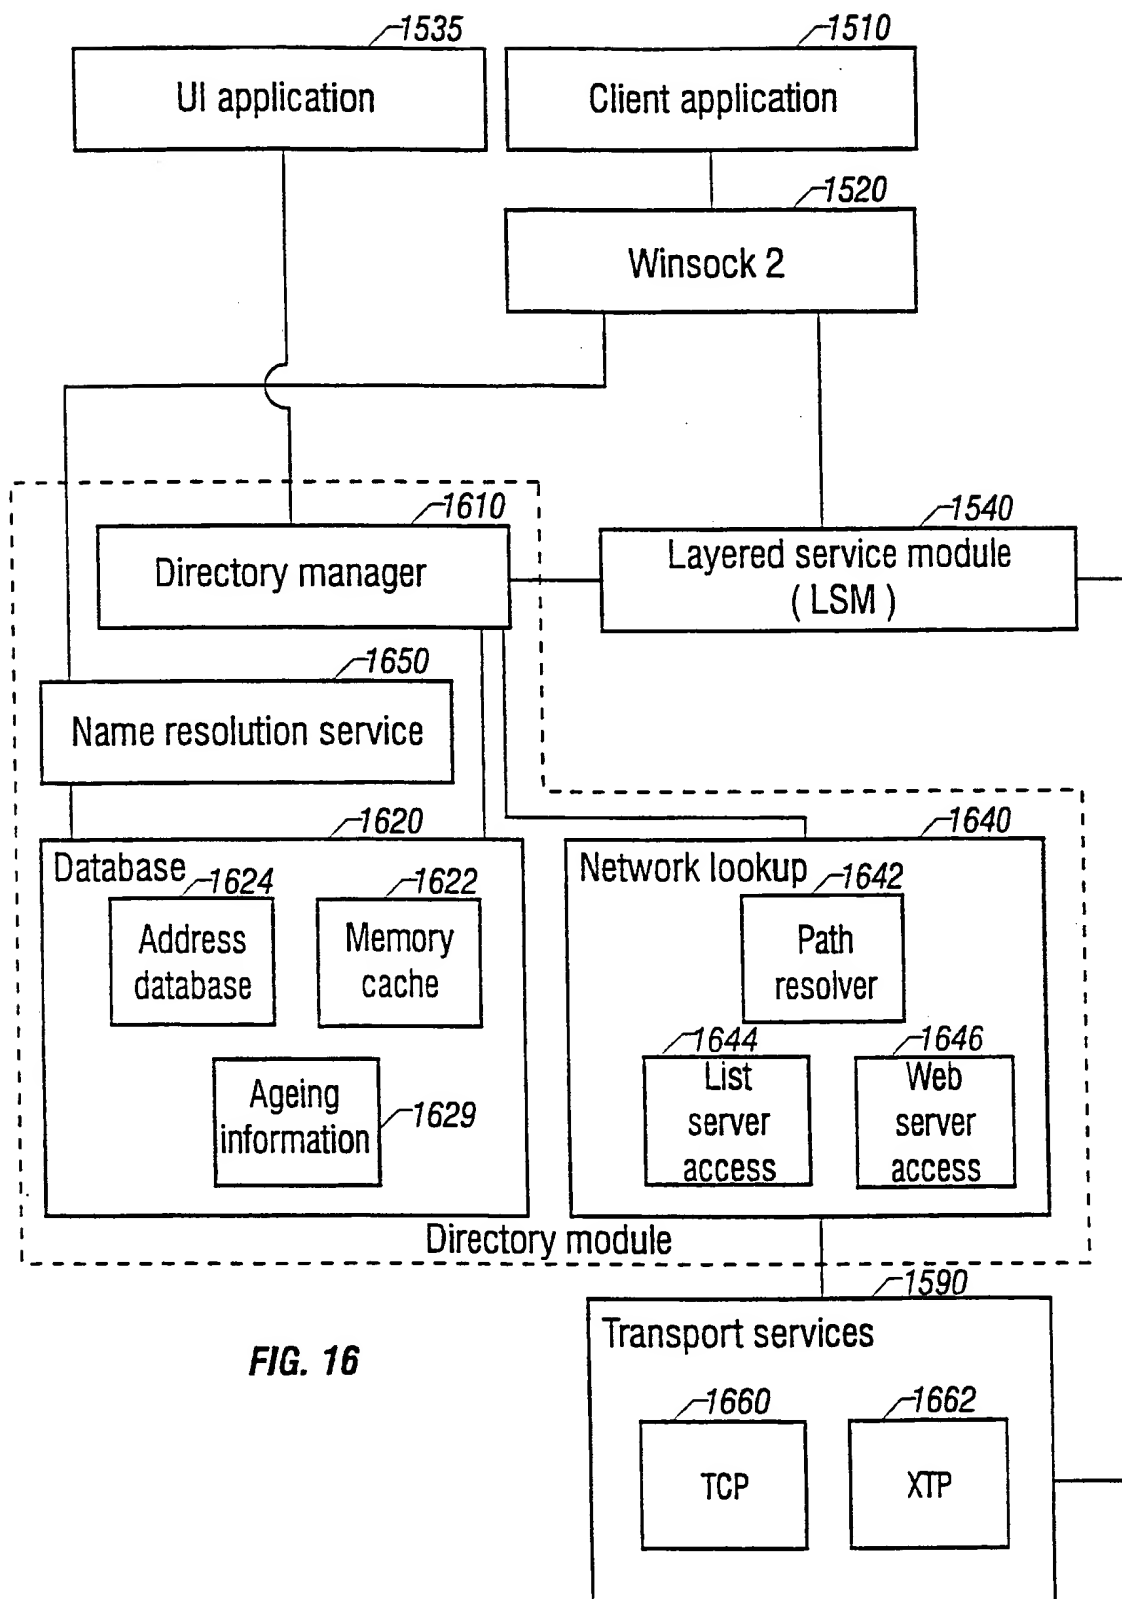 1535
UI application
1510
Client application
1520
Winsock 2
1610
Directory manager
1540
Layered service module
( LSM )
1650
Name resolution service
1620
Database
1624
Address
database
1622
Memory
cache
Ageing
information
1629
1640
Network lookup
1642
Path
resolver
1644
List
server
access
1646
Web
server
access
Directory module
1590
Transport services
1660
TCP
1662
XTP
FIG. 16